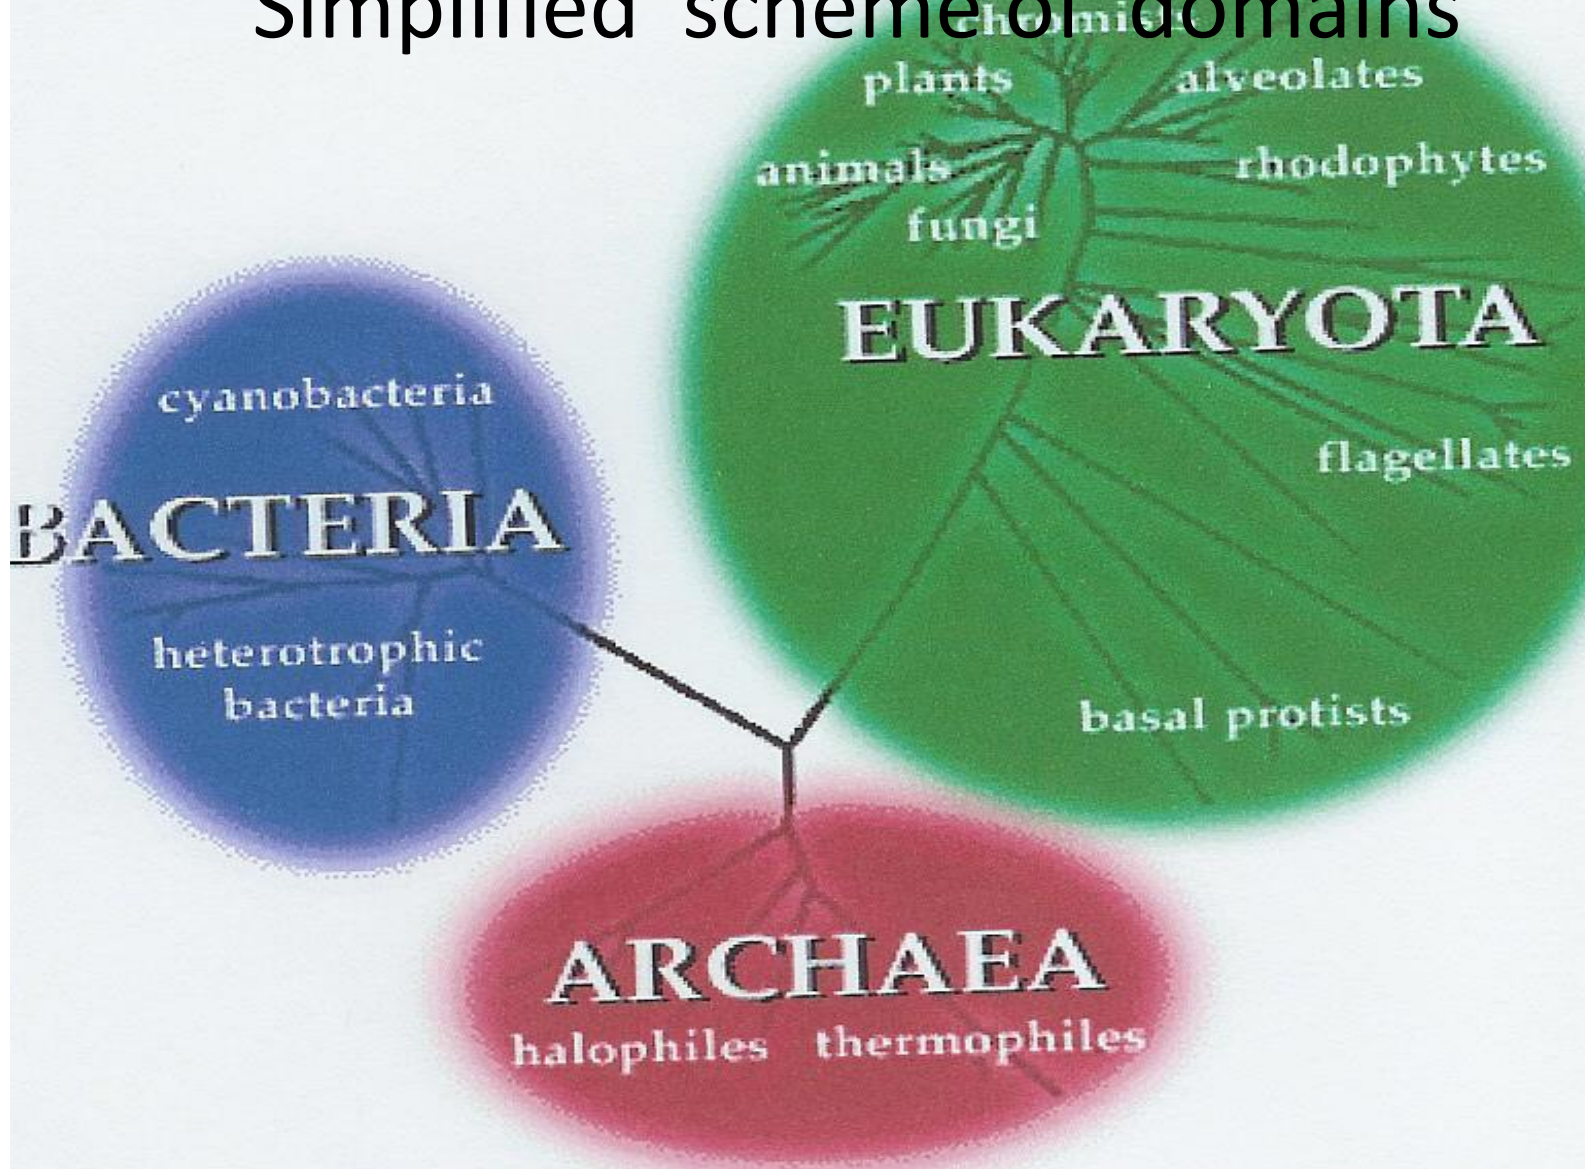 Simplified scheme of domains
chromists
plants alveolates
animals rhodophytes
fungi
EUKARYOTA
cyanobacteria
flagellates
BACTERIA
heterotrophic
bacteria
basal protists
ARCHAEA
halophiles thermophiles